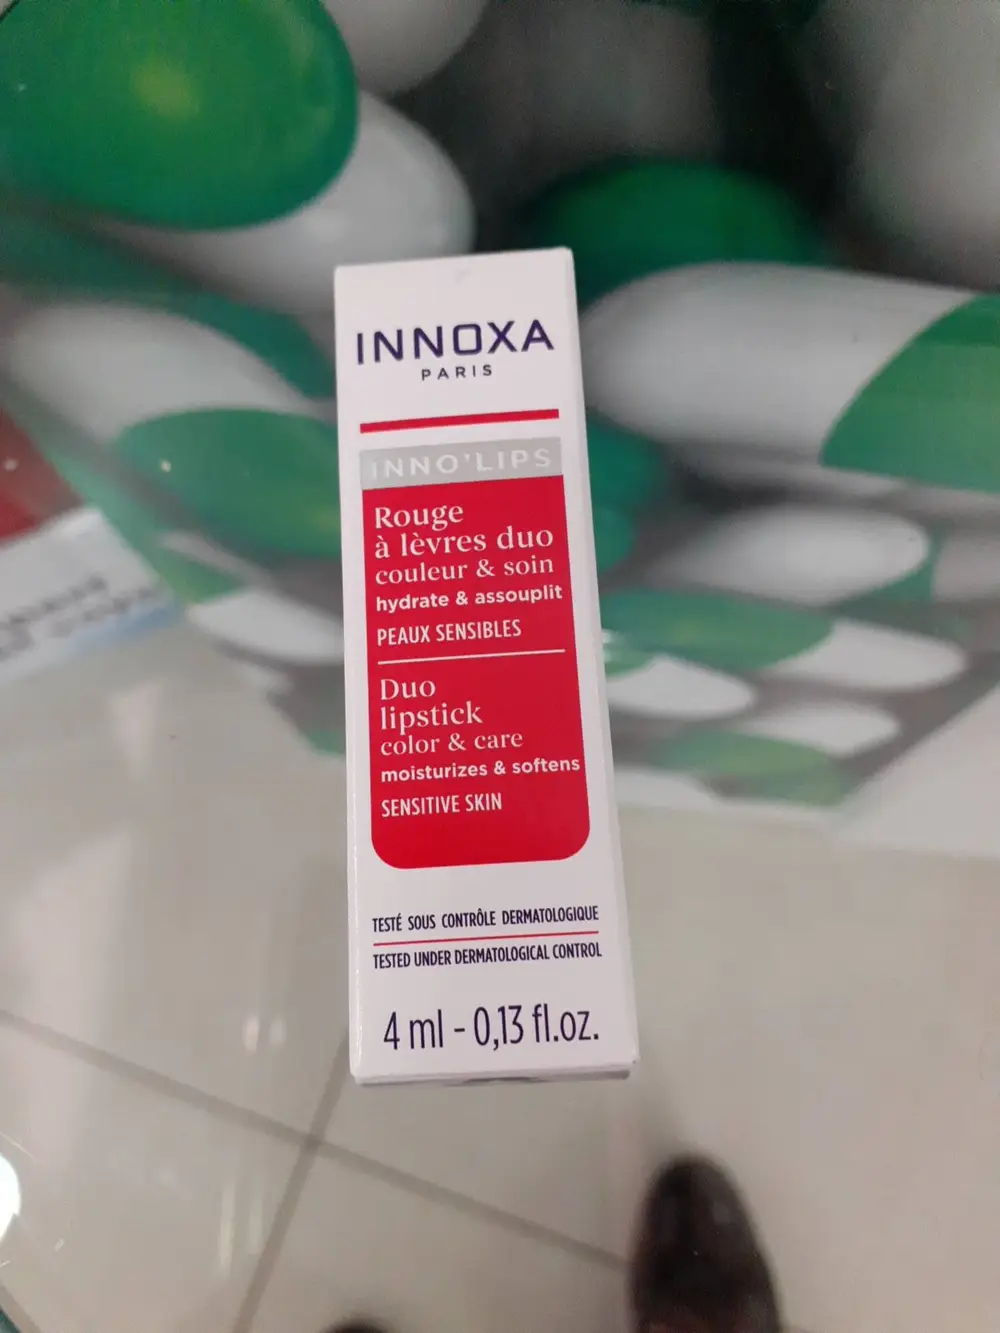 INNOXA
PARIS
INNO'LIPS
Rouge
à lèvres duo
couleur & soin
hydrate & assouplit
PEAUX SENSIBLES
Duo
lipstick
color & care
moisturizes & softens
SENSITIVE SKIN
TESTÉ SOUS CONTRÔLE DERMATOLOGIQUE
TESTED UNDER DERMATOLOGICAL CONTROL
4 ml - 0,13 fl.oz.